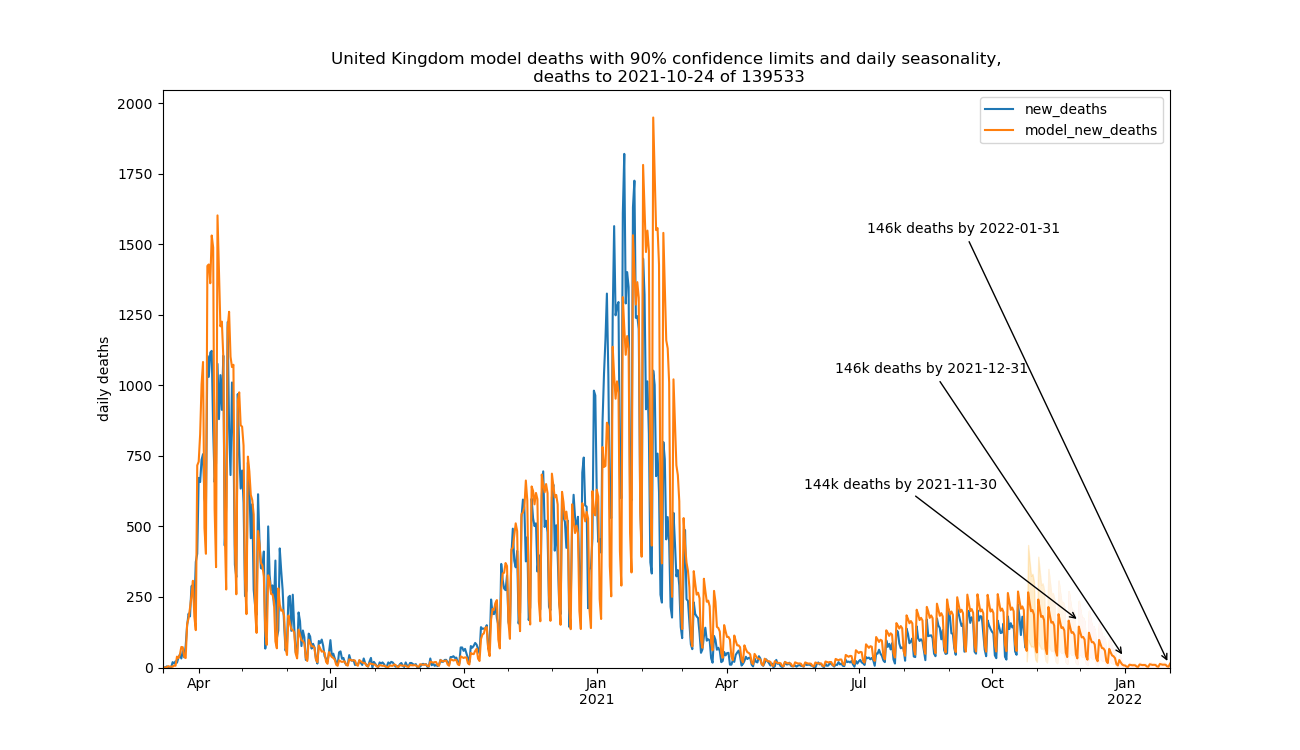 United Kingdom model deaths with 90% confidence limits and daily seasonality,
deaths to 2021-10-24 of 139533
new_deaths
model_new_deaths
daily deaths
2000
1750
1500
1250
1000
750
500
250
0
146k deaths by 2022-01-31
146k deaths by 2021-12-31
144k deaths by 2021-11-30
Apr Jul Oct Jan Apr Jul Oct Jan
2021 2022